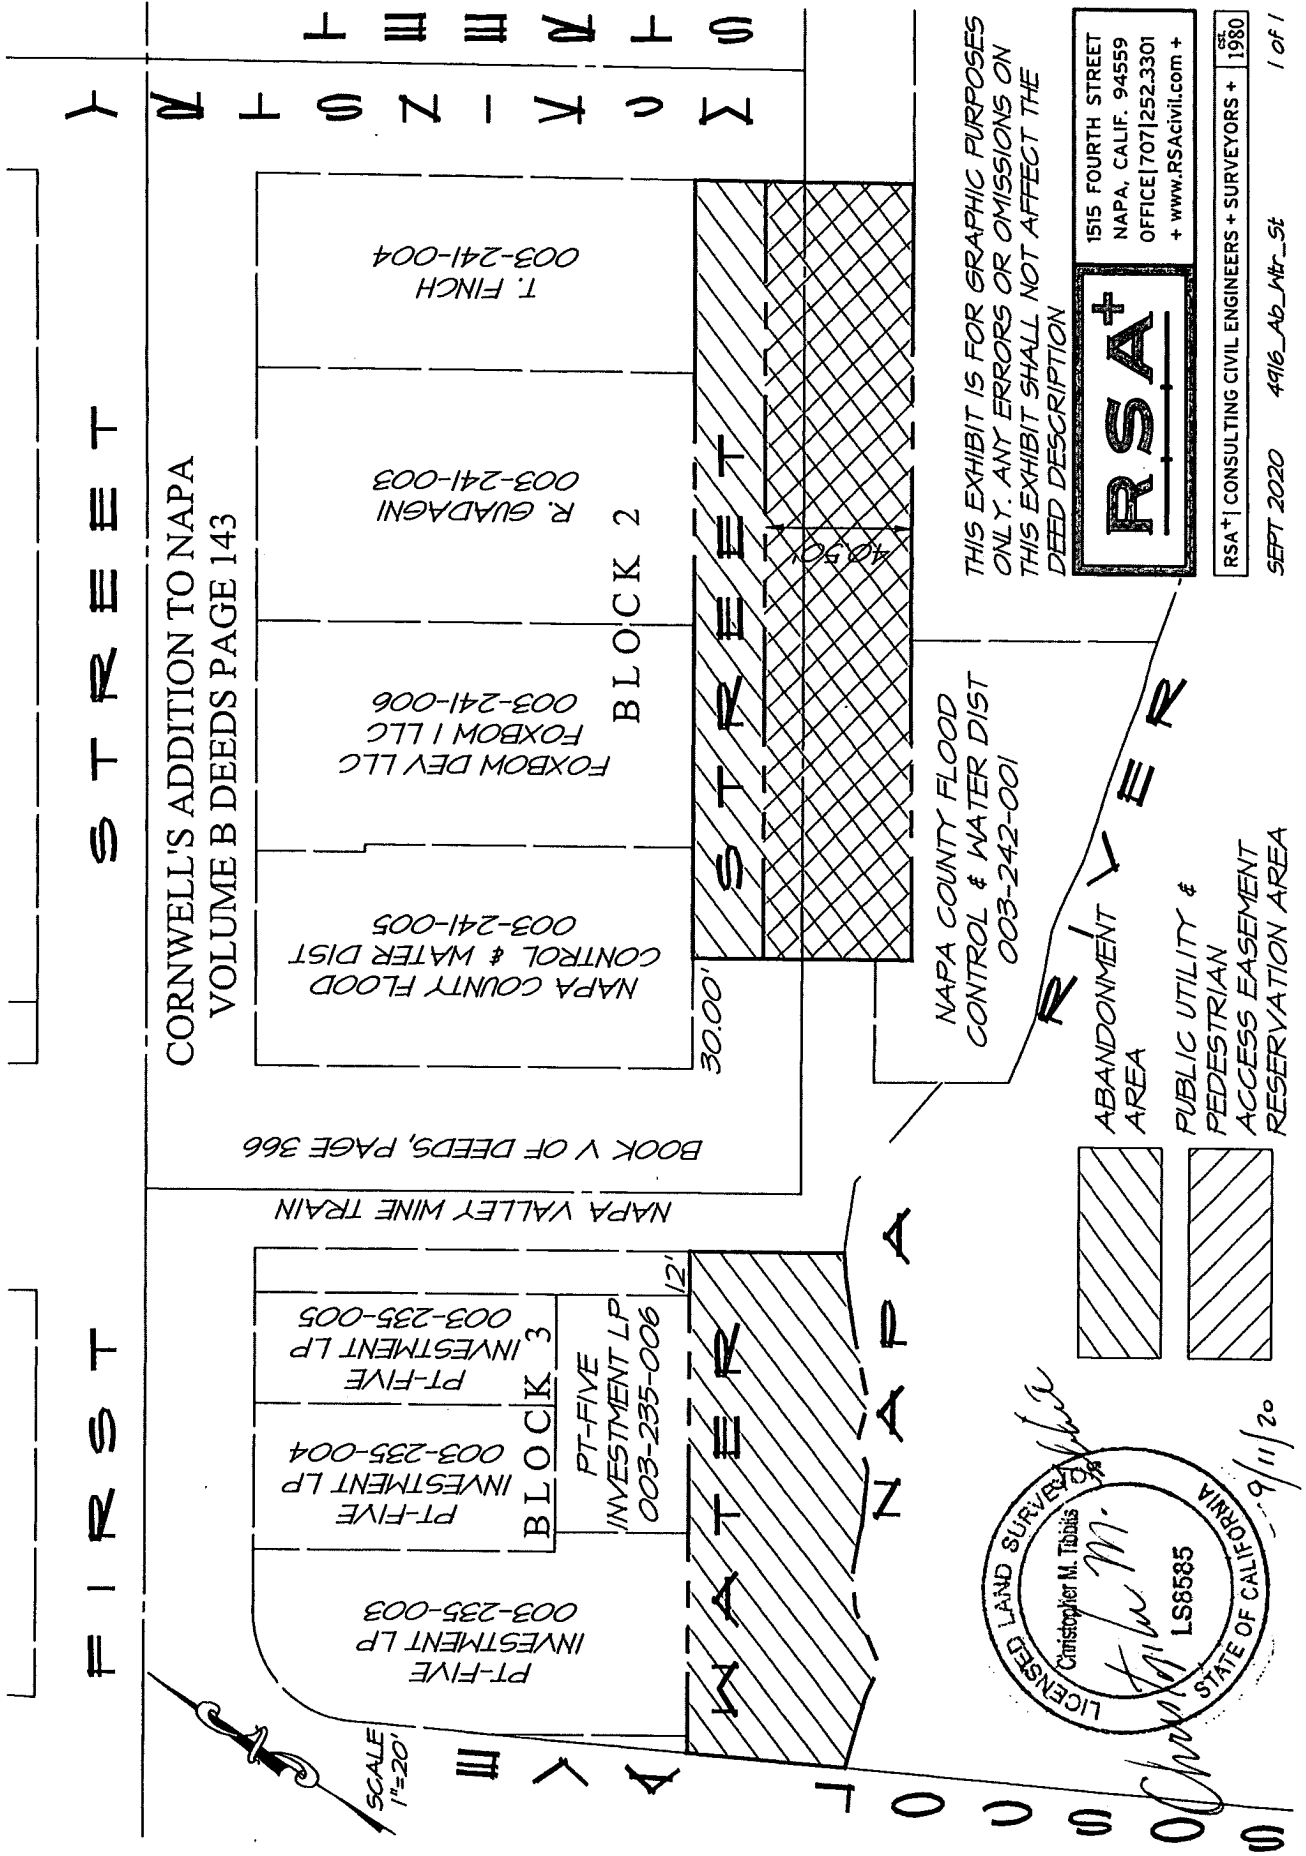 FIRST STREET
CORNWELL'S ADDITION TO NAPA
VOLUME B DEEDS PAGE 143
McKINSTRY
STREET
SOSCOL AVE
SCALE
1"=20'
PT-FIVE
INVESTMENT LP
003-235-003
PT-FIVE
INVESTMENT LP
003-235-004
PT-FIVE
INVESTMENT LP
003-235-005
BLOCK 3
PT-FIVE
INVESTMENT LP
003-235-006
12'
NAPA VALLEY WINE TRAIN
BOOK V OF DEEDS, PAGE 366
30.00'
NAPA COUNTY FLOOD
CONTROL & WATER DIST
003-241-005
FOXBOW DEV LLC
FOXBOW I LLC
003-241-006
R. GUADAGNI
003-241-003
T. FINCH
003-241-004
BLOCK 2
WATER STREET
40.50'
NAPA COUNTY FLOOD
CONTROL & WATER DIST
003-242-001
NAPA RIVER
ABANDONMENT
AREA
PUBLIC UTILITY &
PEDESTRIAN
ACCESS EASEMENT
RESERVATION AREA
THIS EXHIBIT IS FOR GRAPHIC PURPOSES
ONLY. ANY ERRORS OR OMISSIONS ON
THIS EXHIBIT SHALL NOT AFFECT THE
DEED DESCRIPTION
LICENSED LAND SURVEYOR
Christopher M. Tibbits
LS8585
STATE OF CALIFORNIA
9/11/20
RSA+
1515 FOURTH STREET
NAPA, CALIF. 94559
OFFICE|707|252.3301
+ www.RSAcivil.com +
RSA+ | CONSULTING CIVIL ENGINEERS + SURVEYORS + est. 1980
SEPT 2020 4916_Ab_Wtr_St 1 of 1